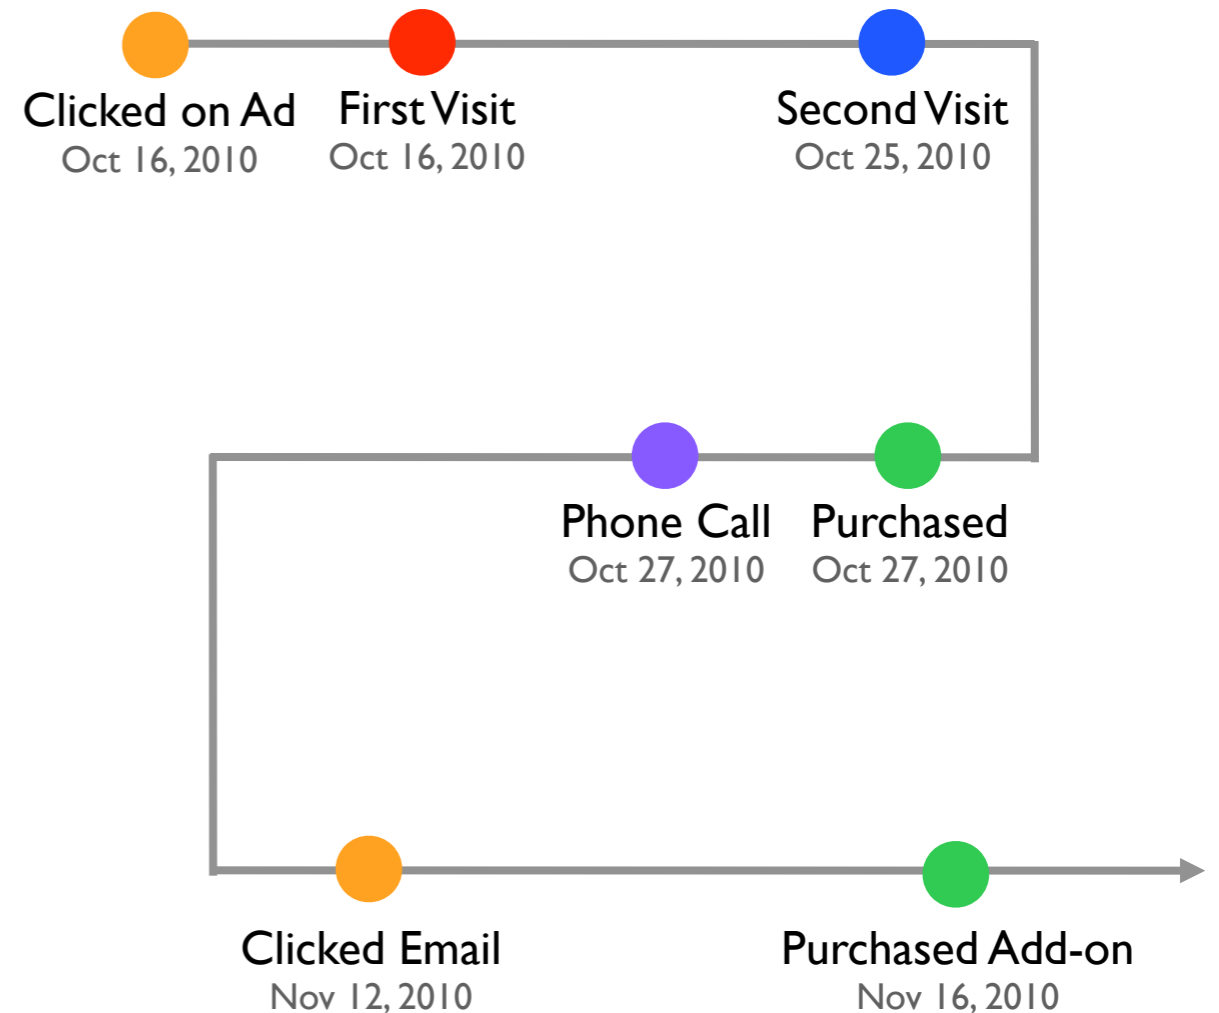 Clicked on Ad
Oct 16, 2010
First Visit
Oct 16, 2010
Second Visit
Oct 25, 2010
Phone Call
Oct 27, 2010
Purchased
Oct 27, 2010
Clicked Email
Nov 12, 2010
Purchased Add-on
Nov 16, 2010